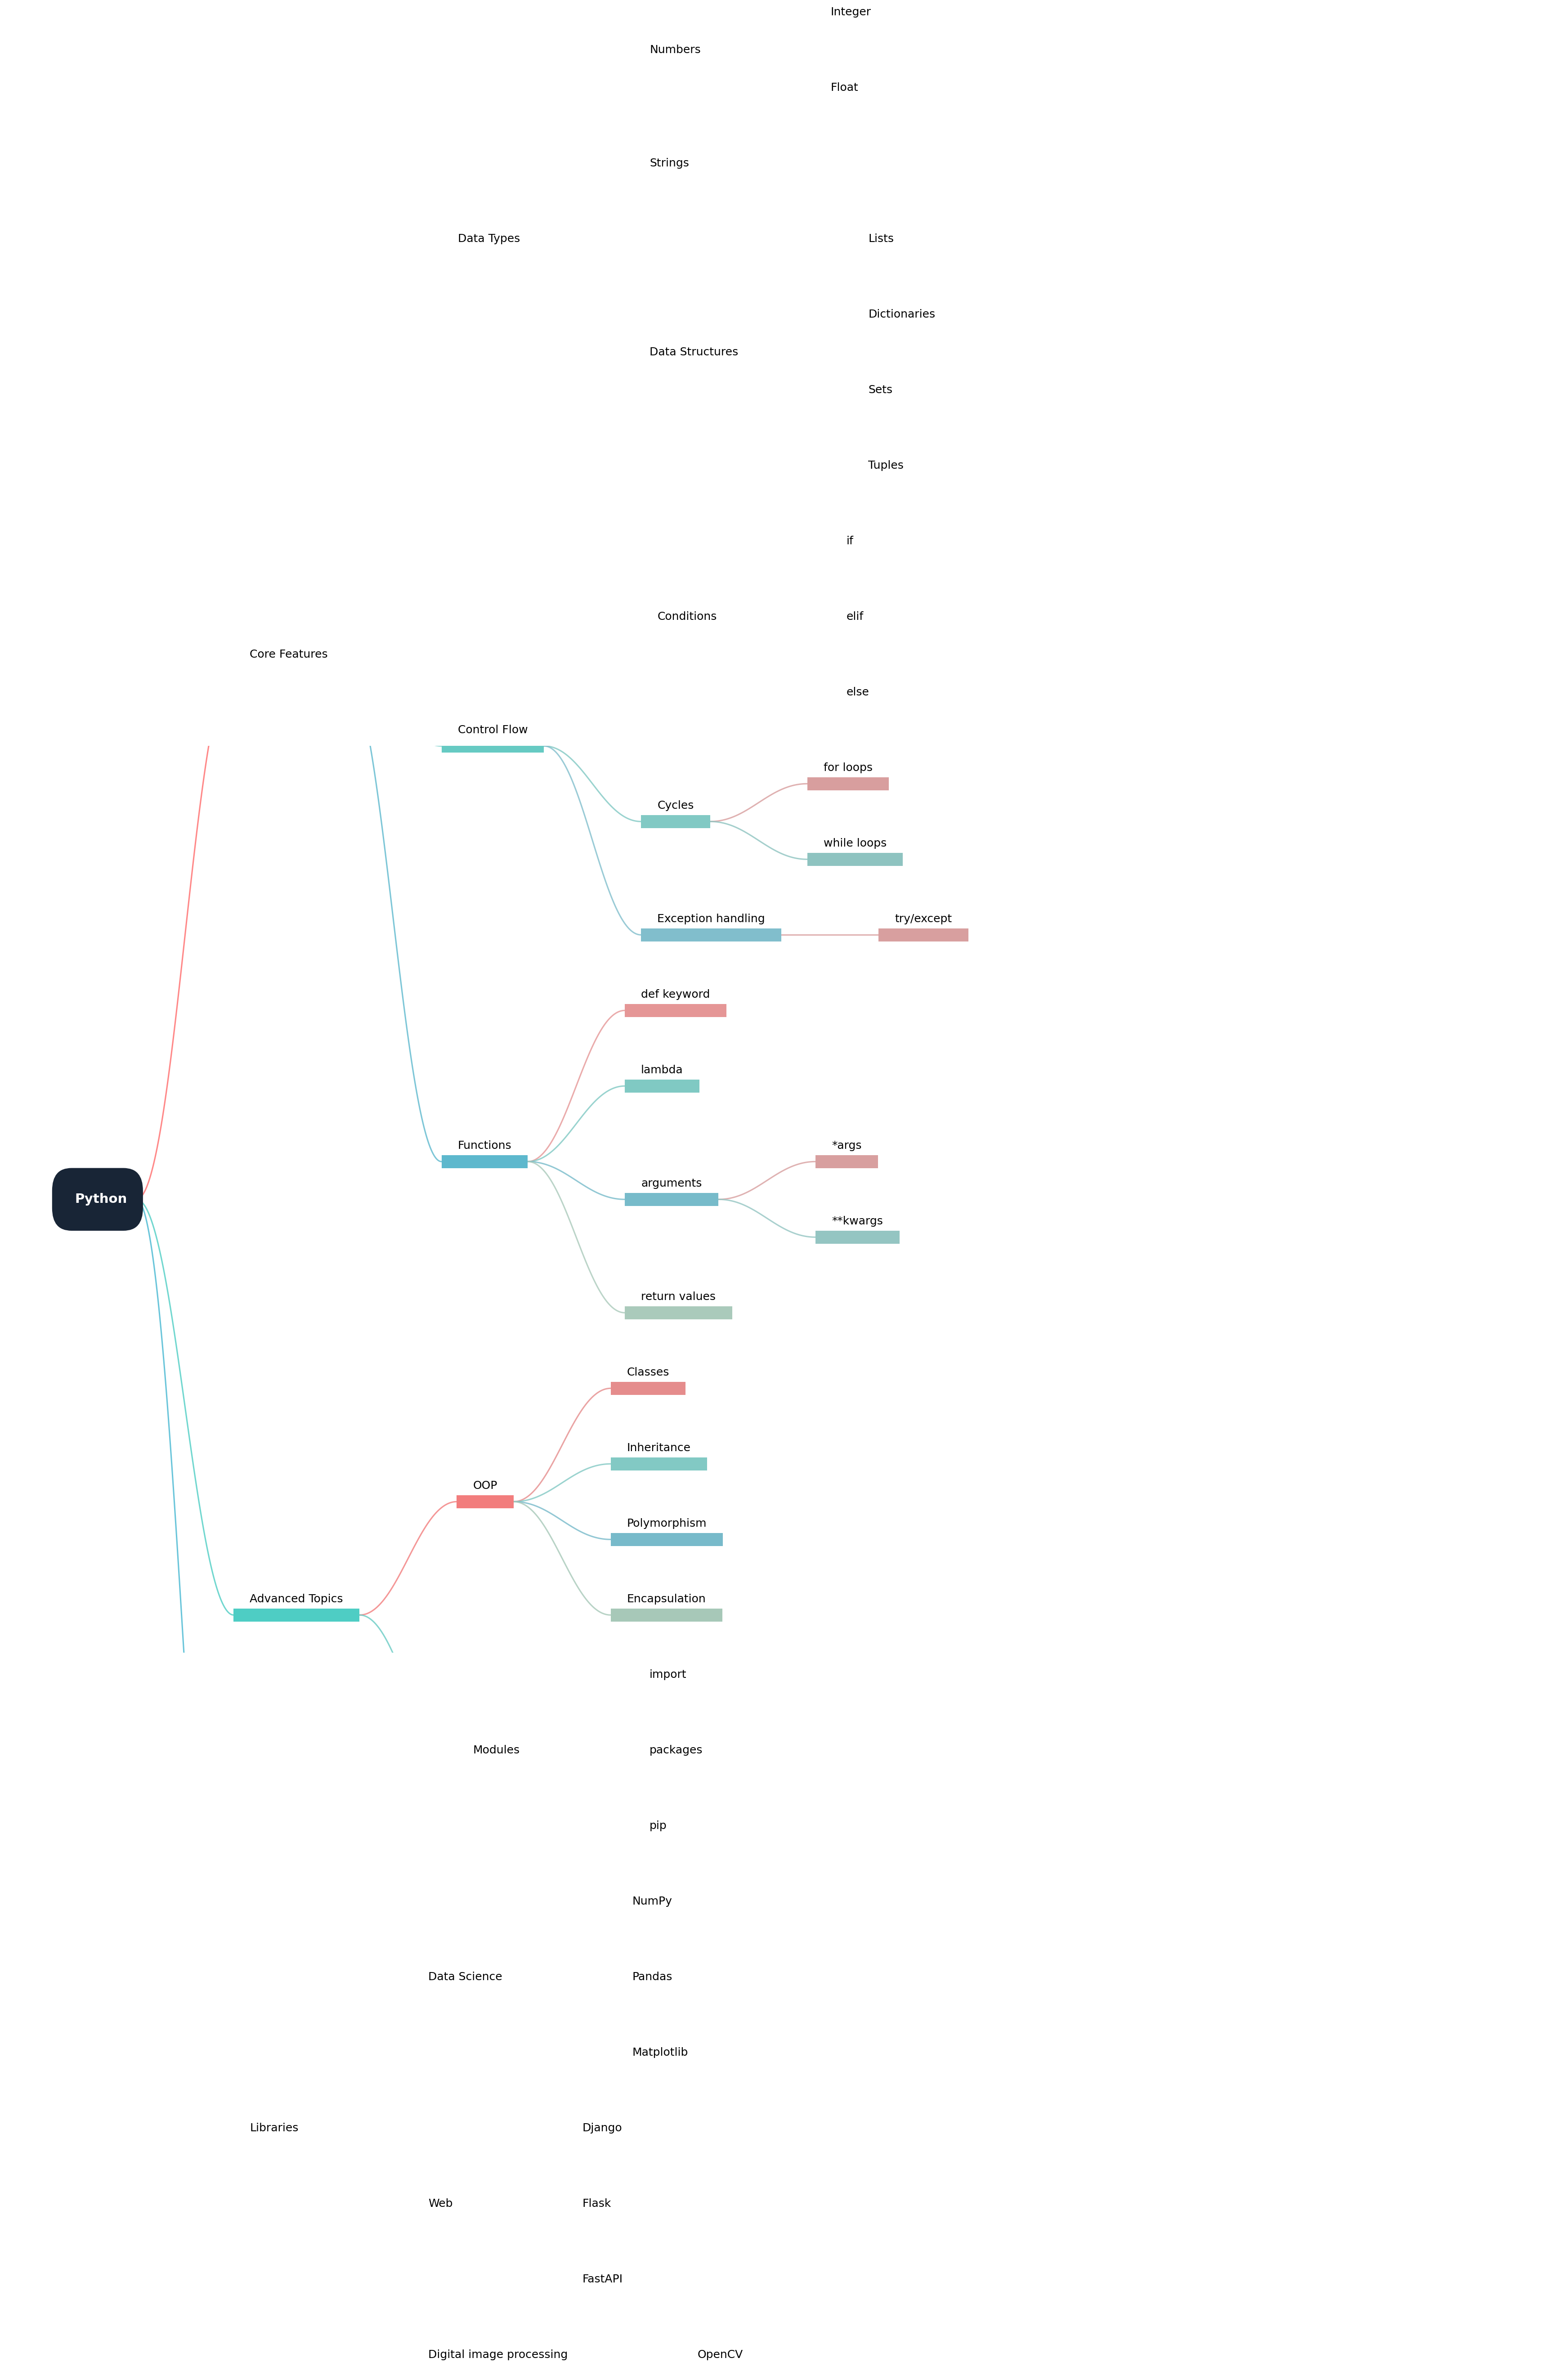 Integer
Numbers
Float
Strings
Data Types
Lists
Dictionaries
Data Structures
Sets
Tuples
if
Conditions
elif
Core Features
else
Control Flow
for loops
Cycles
while loops
Exception handling
try/except
def keyword
lambda
Functions
*args
arguments
Python
**kwargs
return values
Classes
Inheritance
OOP
Polymorphism
Advanced Topics
Encapsulation
import
Modules
packages
pip
NumPy
Data Science
Pandas
Matplotlib
Libraries
Django
Web
Flask
FastAPI
Digital image processing
OpenCV